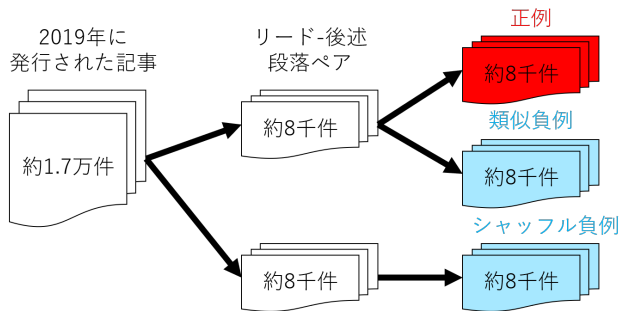 2019年に
発行された記事
約1.7万件
リード-後述
段落ペア
約8千件
約8千件
正例
約8千件
類似負例
約8千件
シャッフル負例
約8千件